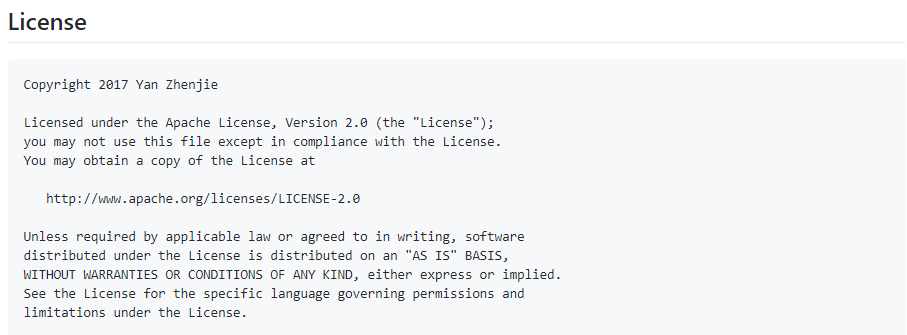 License
Copyright 2017 Yan Zhenjie
Licensed under the Apache License, Version 2.0 (the "License");
you may not use this file except in compliance with the License.
You may obtain a copy of the License at
http://www.apache.org/licenses/LICENSE-2.0
Unless required by applicable law or agreed to in writing, software
distributed under the License is distributed on an "AS IS" BASIS,
WITHOUT WARRANTIES OR CONDITIONS OF ANY KIND, either express or implied.
See the License for the specific language governing permissions and
limitations under the License.